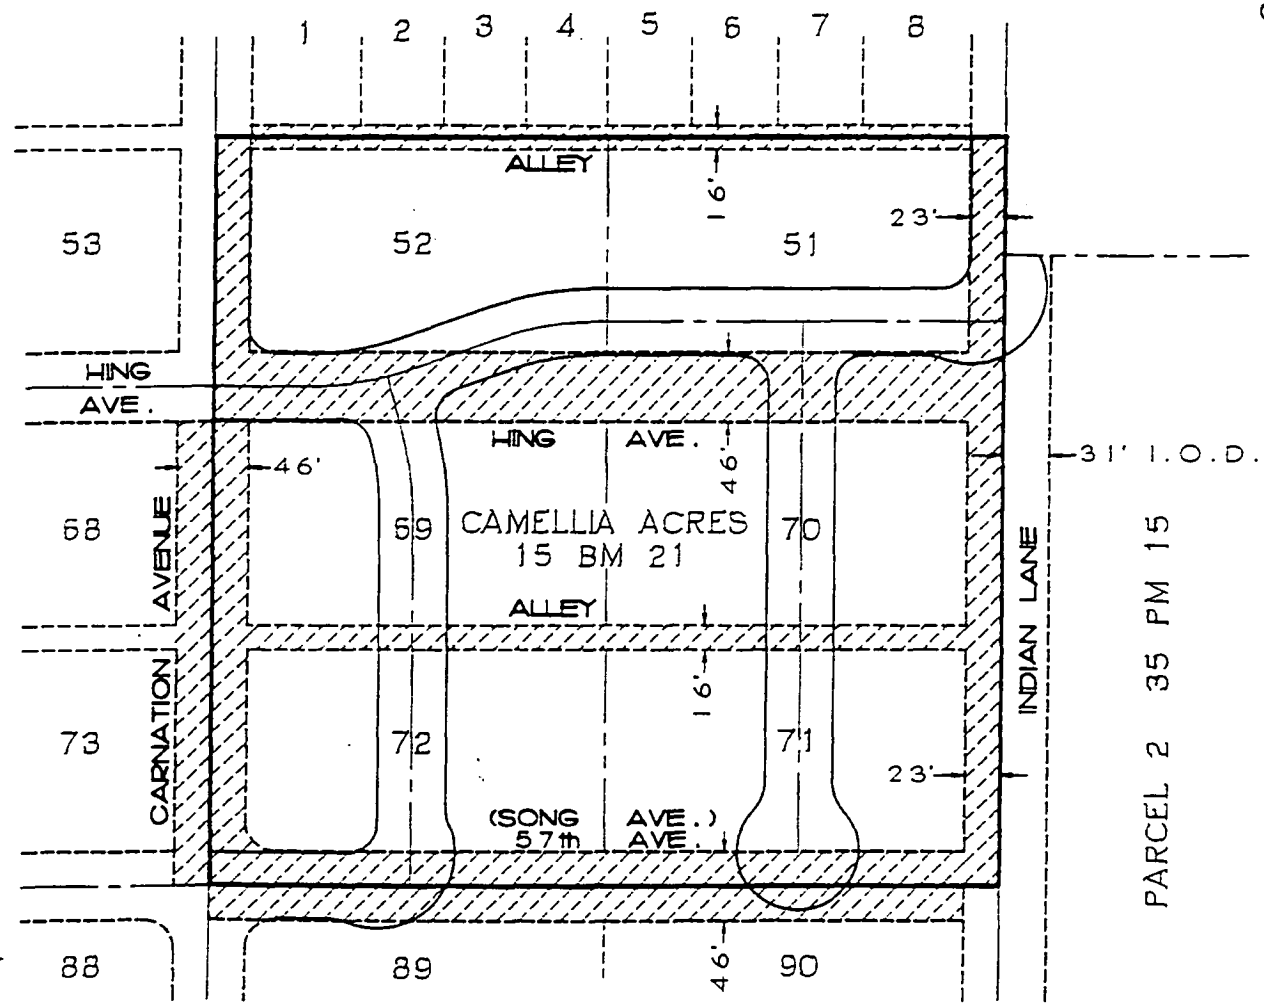 1 2 3 4 5 6 7 8
ALLEY
16'
23'
53 52 51
HING
AVE.
HING AVE.
46'
46'
31' I.O.D.
68 69 70
CAMELLIA ACRES
15 BM 21
CARNATION AVENUE
INDIAN LANE
PARCEL 2 35 PM 15
ALLEY
16'
73 72 71
23'
(SONG AVE.)
57th AVE.
88 89 90
46'